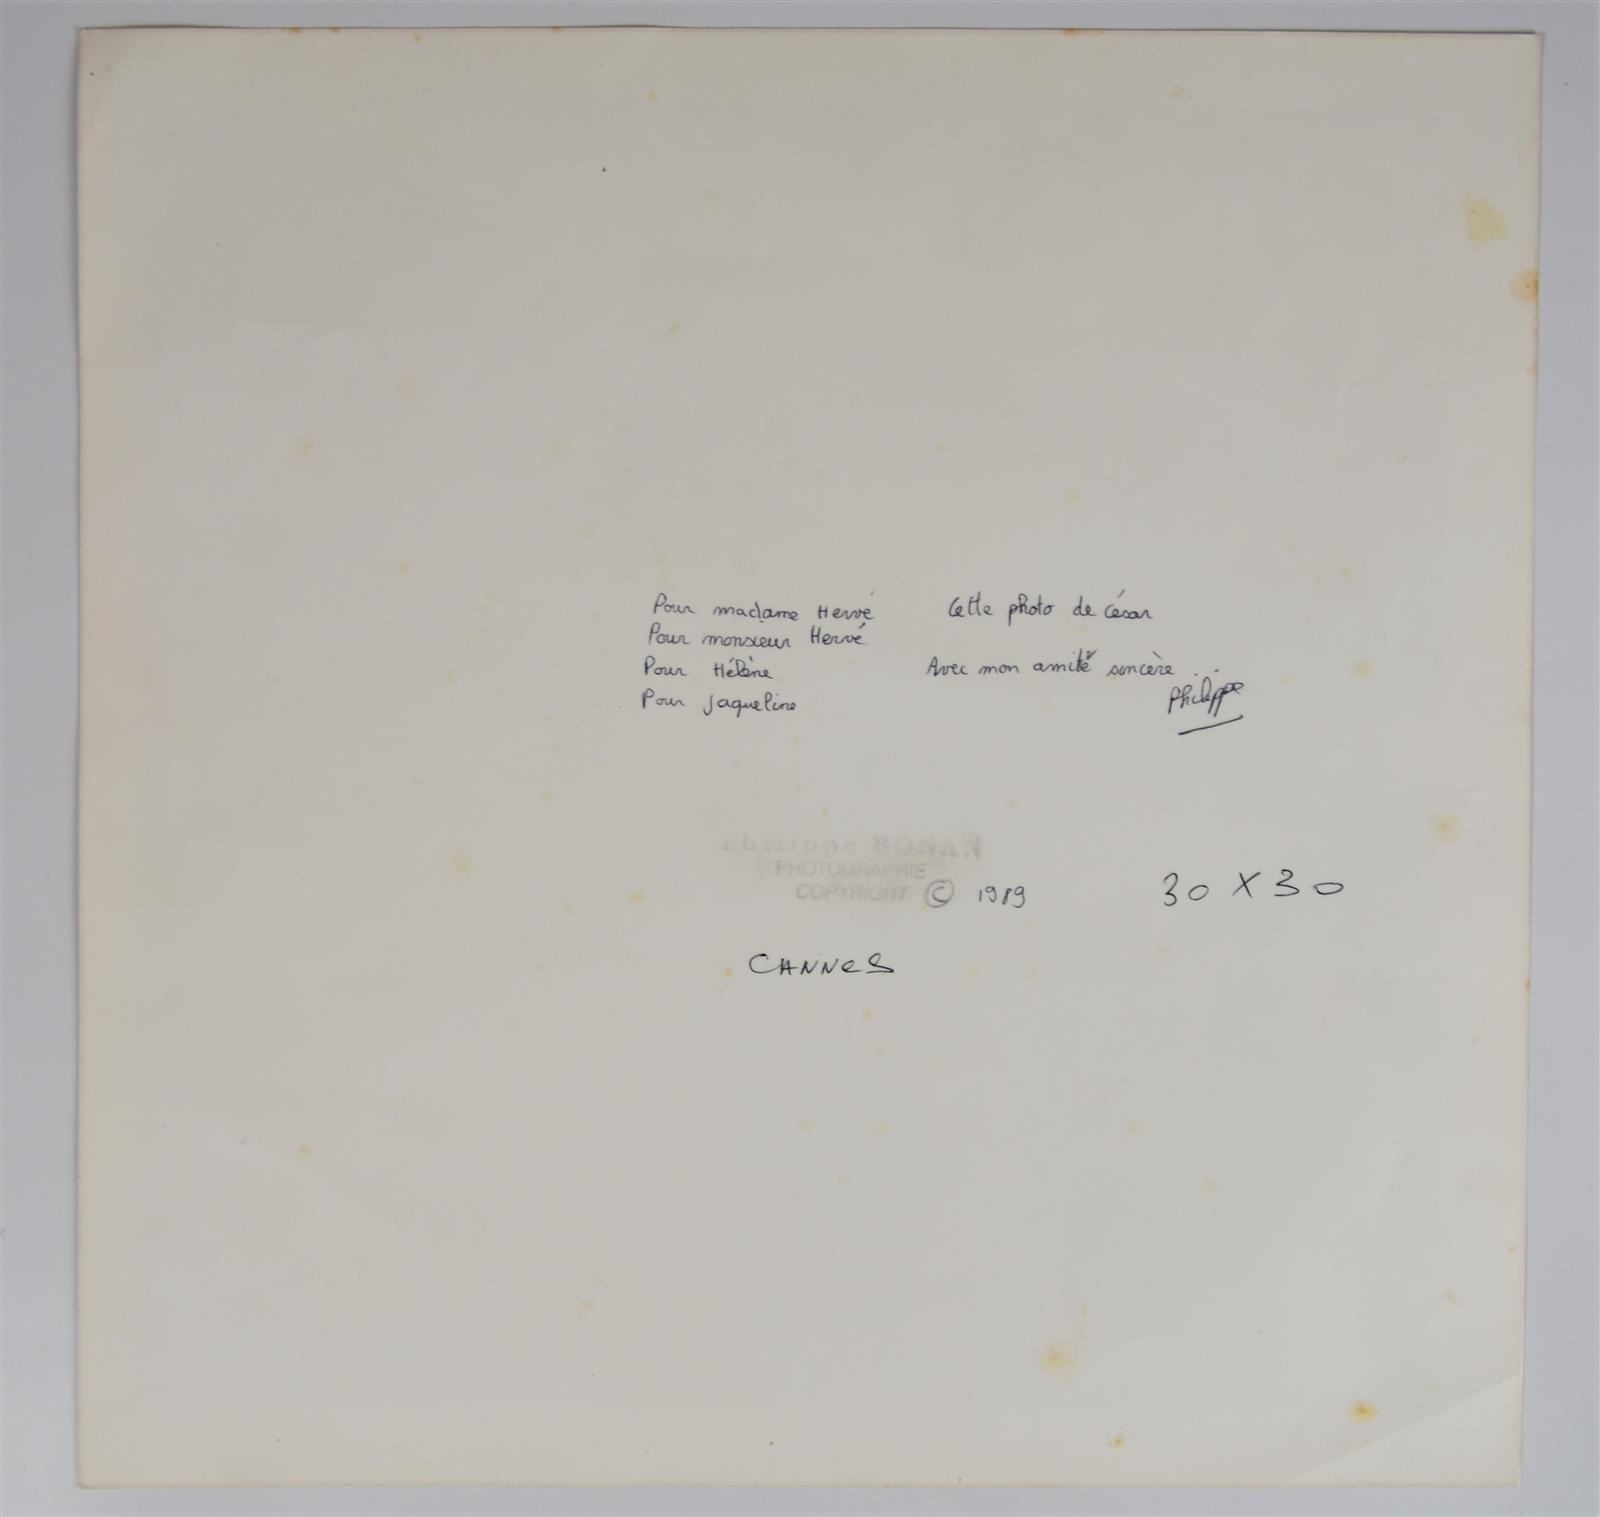 Pour madame Hervé
Pour monsieur Hervé
Pour Hélène
Pour Jaqueline
Cette photo de César
Avec mon amitié sincère
Philippe
Philippe BONAN
PHOTOGRAPHIE
COPYRIGHT © 1989
30 X 30
CANNES